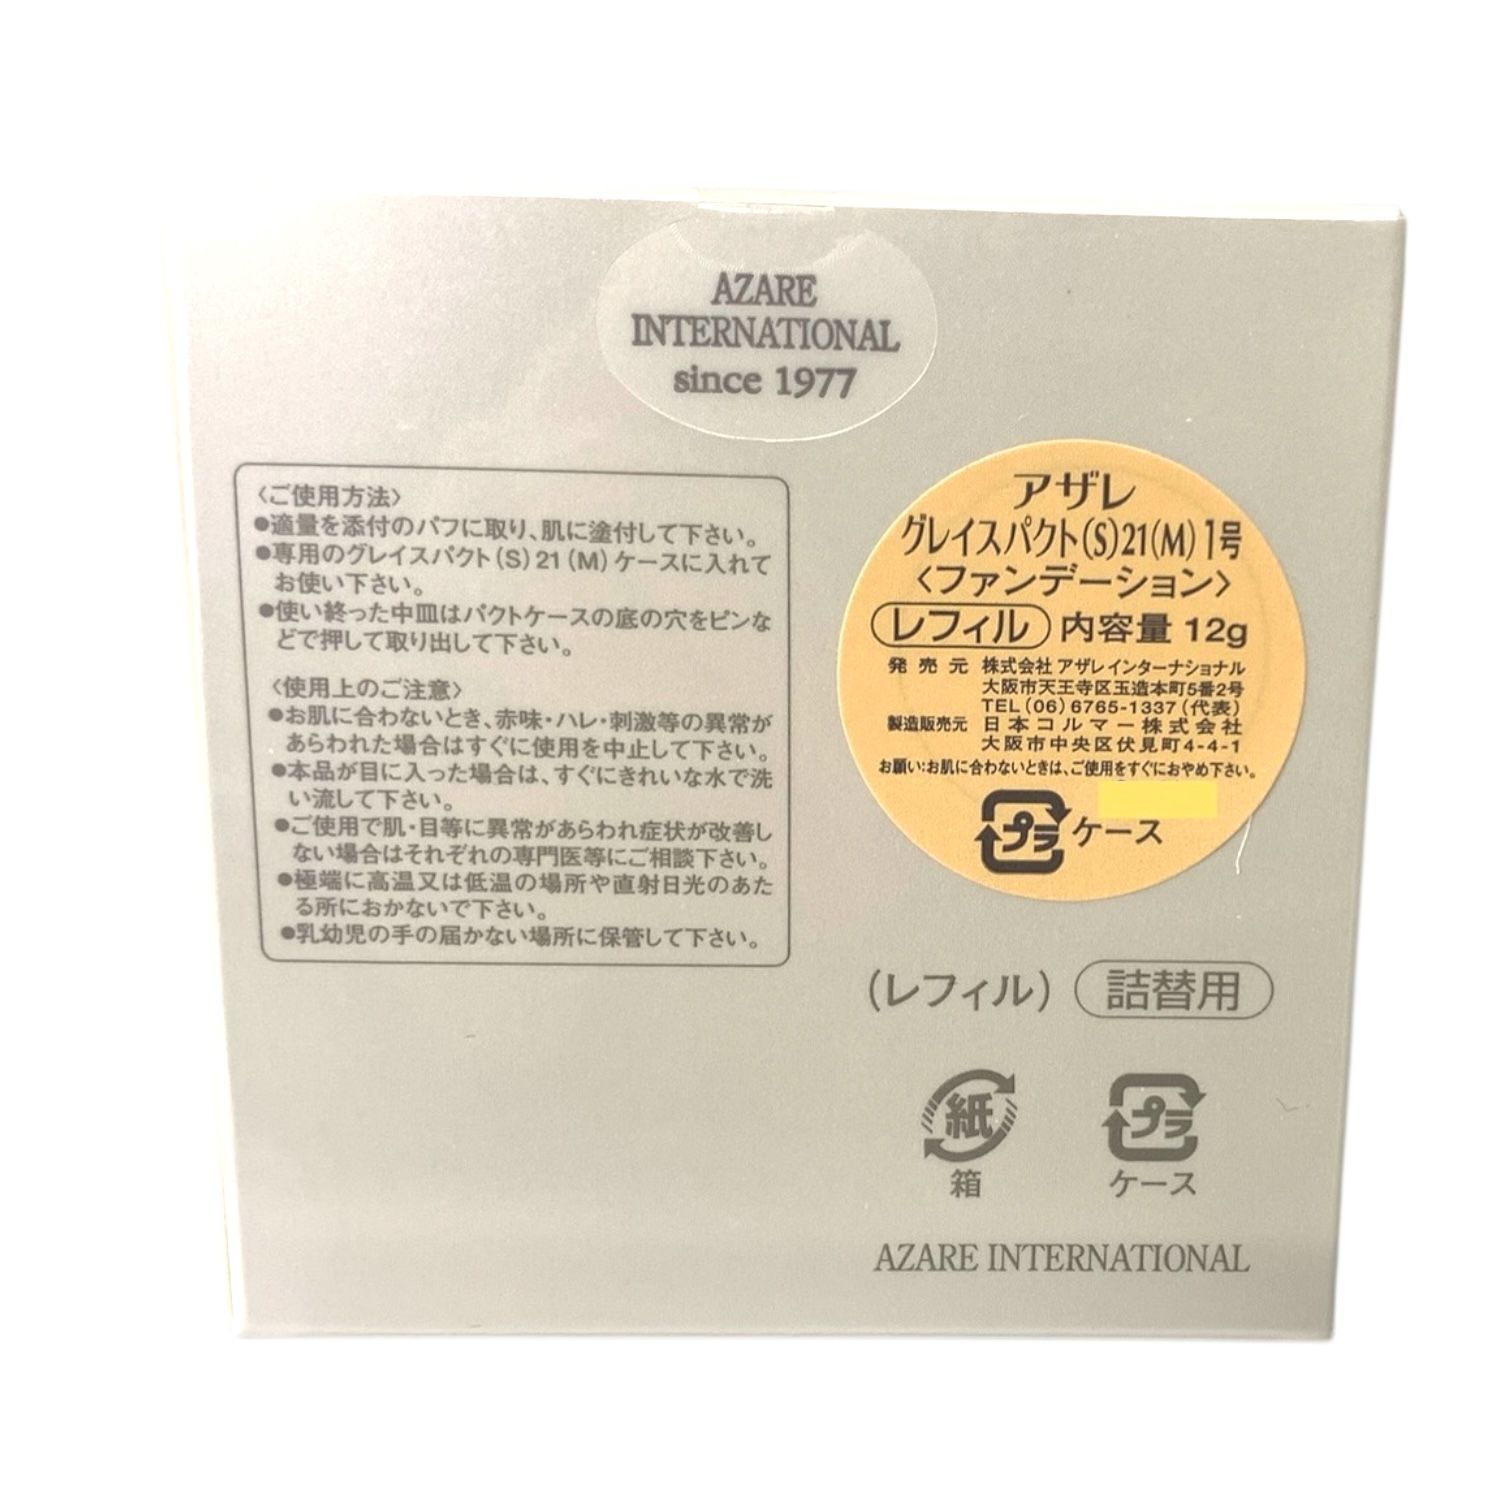 AZARE
INTERNATIONAL
since 1977
〈ご使用方法〉
●適量を添付のパフに取り、肌に塗付して下さい。
●専用のグレイスパクト(S)21(M)ケースに入れて
お使い下さい。
●使い終った中皿はパクトケースの底の穴をピンな
どで押して取り出して下さい。
〈使用上のご注意〉
●お肌に合わないとき、赤味・ハレ・刺激等の異常が
あらわれた場合はすぐに使用を中止して下さい。
●本品が目に入った場合は、すぐにきれいな水で洗
い流して下さい。
●ご使用で肌・目等に異常があらわれ症状が改善し
ない場合はそれぞれの専門医等にご相談下さい。
●極端に高温又は低温の場所や直射日光のあた
る所におかないで下さい。
●乳幼児の手の届かない場所に保管して下さい。
アザレ
グレイスパクト(S)21(M)1号
〈ファンデーション〉
レフィル 内容量 12g
発売元 株式会社 アザレインターナショナル
大阪市天王寺区玉造本町5番2号
TEL(06)6765-1337(代表)
製造販売元 日本コルマー株式会社
大阪市中央区伏見町4-4-1
お願い:お肌に合わないときは、ご使用をすぐにおやめ下さい。
プラ ケース
(レフィル) 詰替用
紙 プラ
箱 ケース
AZARE INTERNATIONAL